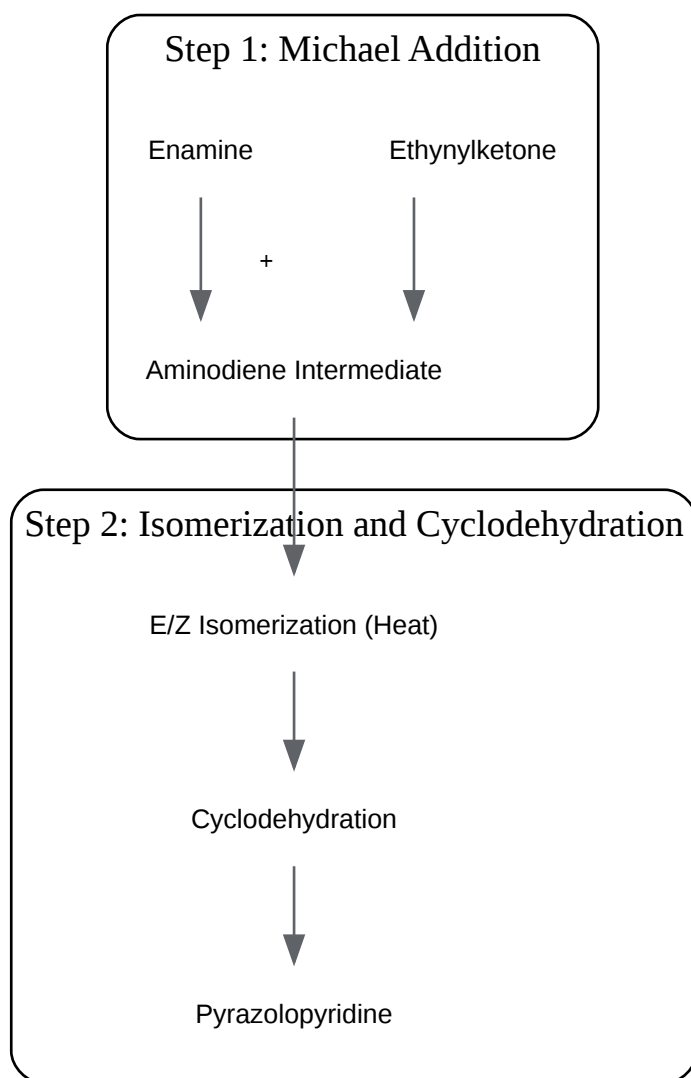 Step 1: Michael Addition
Enamine
Ethynylketone
+
Aminodiene Intermediate
Step 2: Isomerization and Cyclodehydration
E/Z Isomerization (Heat)
Cyclodehydration
Pyrazolopyridine